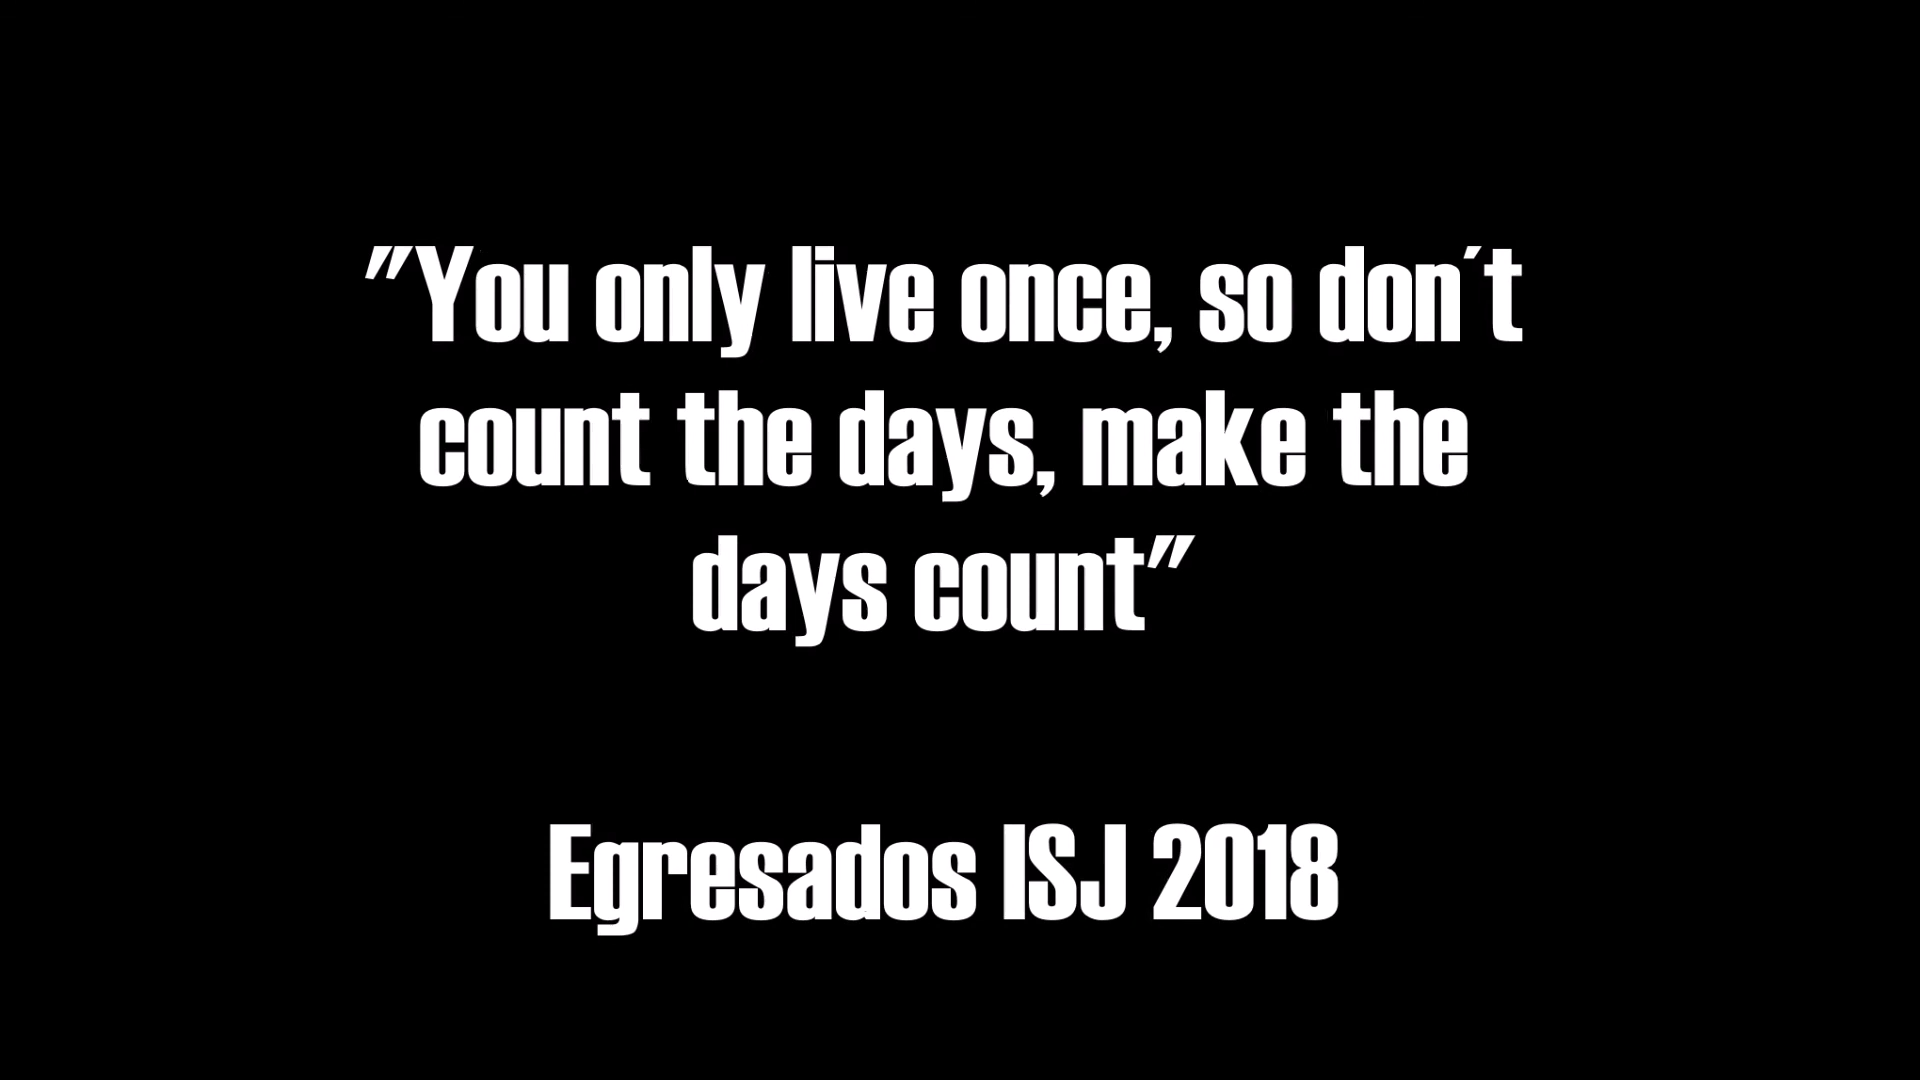 "You only live once, so don´t
count the days, make the
days count"
Egresados ISJ 2018